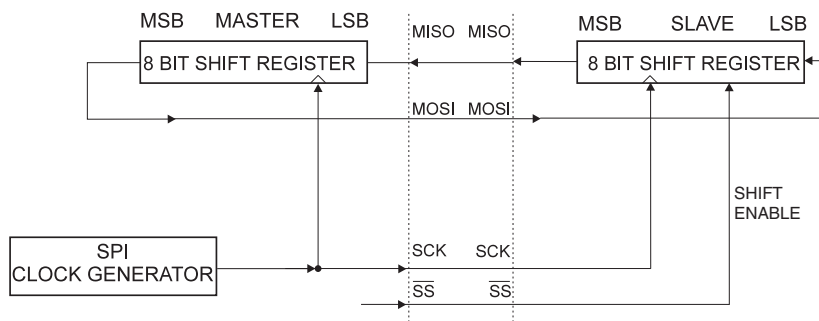 MSB MASTER LSB
MISO MISO
MSB SLAVE LSB
8 BIT SHIFT REGISTER
8 BIT SHIFT REGISTER
MOSI MOSI
SHIFT
ENABLE
SPI
CLOCK GENERATOR
SCK SCK
SS SS